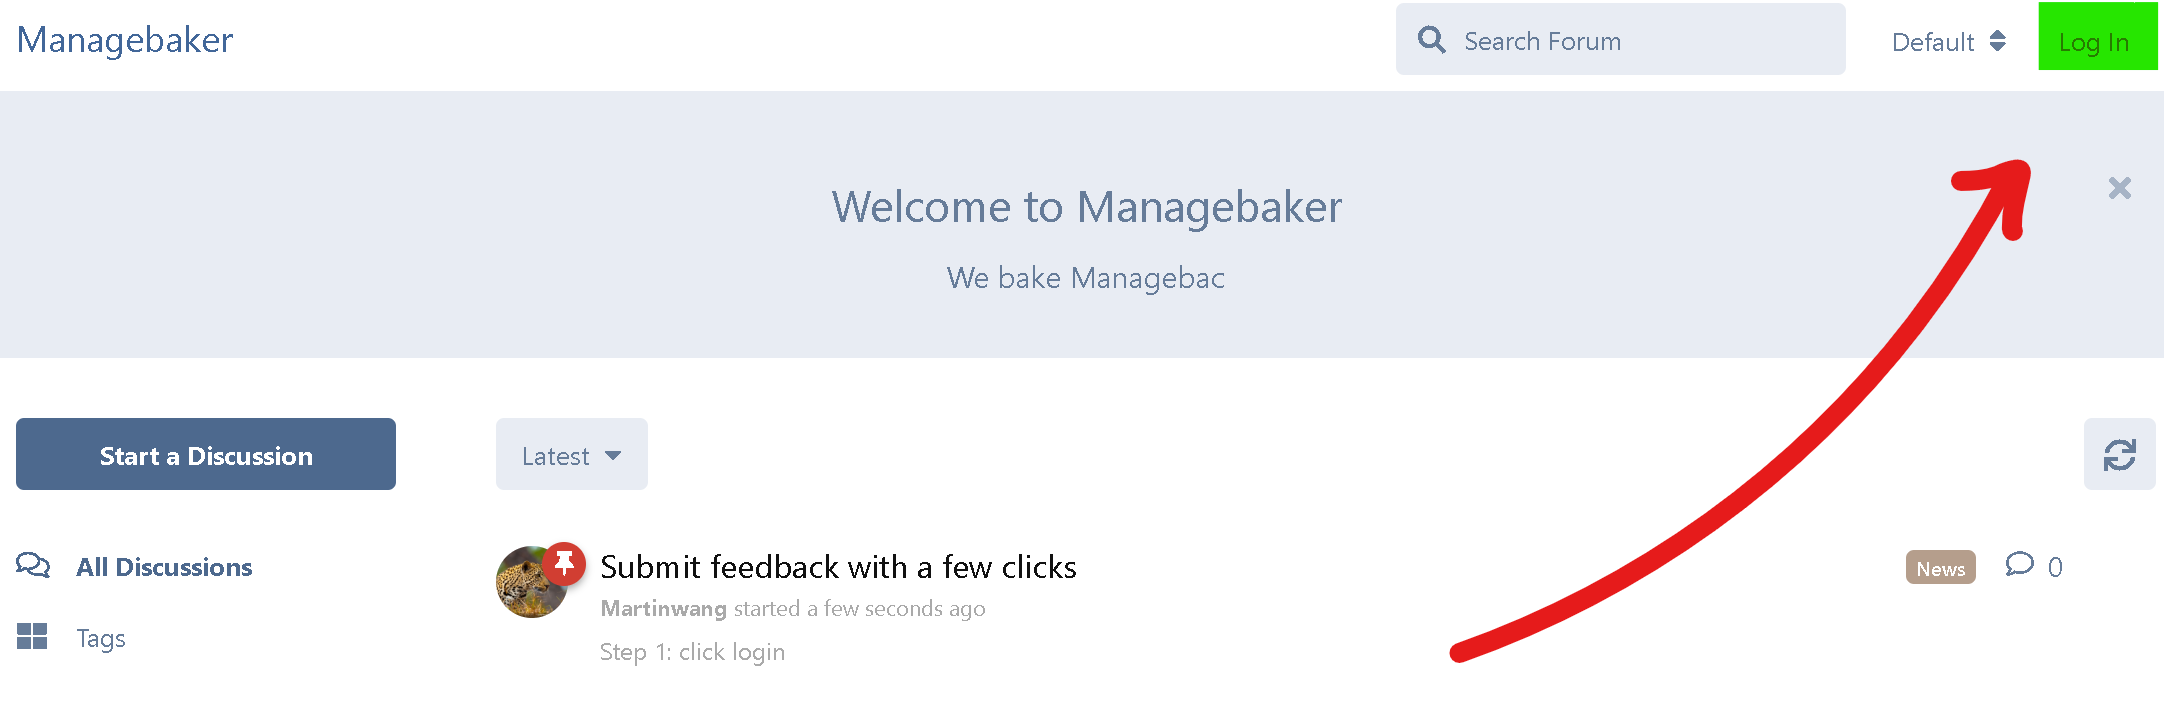 Managebaker
Search Forum
Default
Log In
Welcome to Managebaker
We bake Managebac
Start a Discussion
Latest
All Discussions
Tags
Submit feedback with a few clicks
News
0
Martinwang started a few seconds ago
Step 1: click login